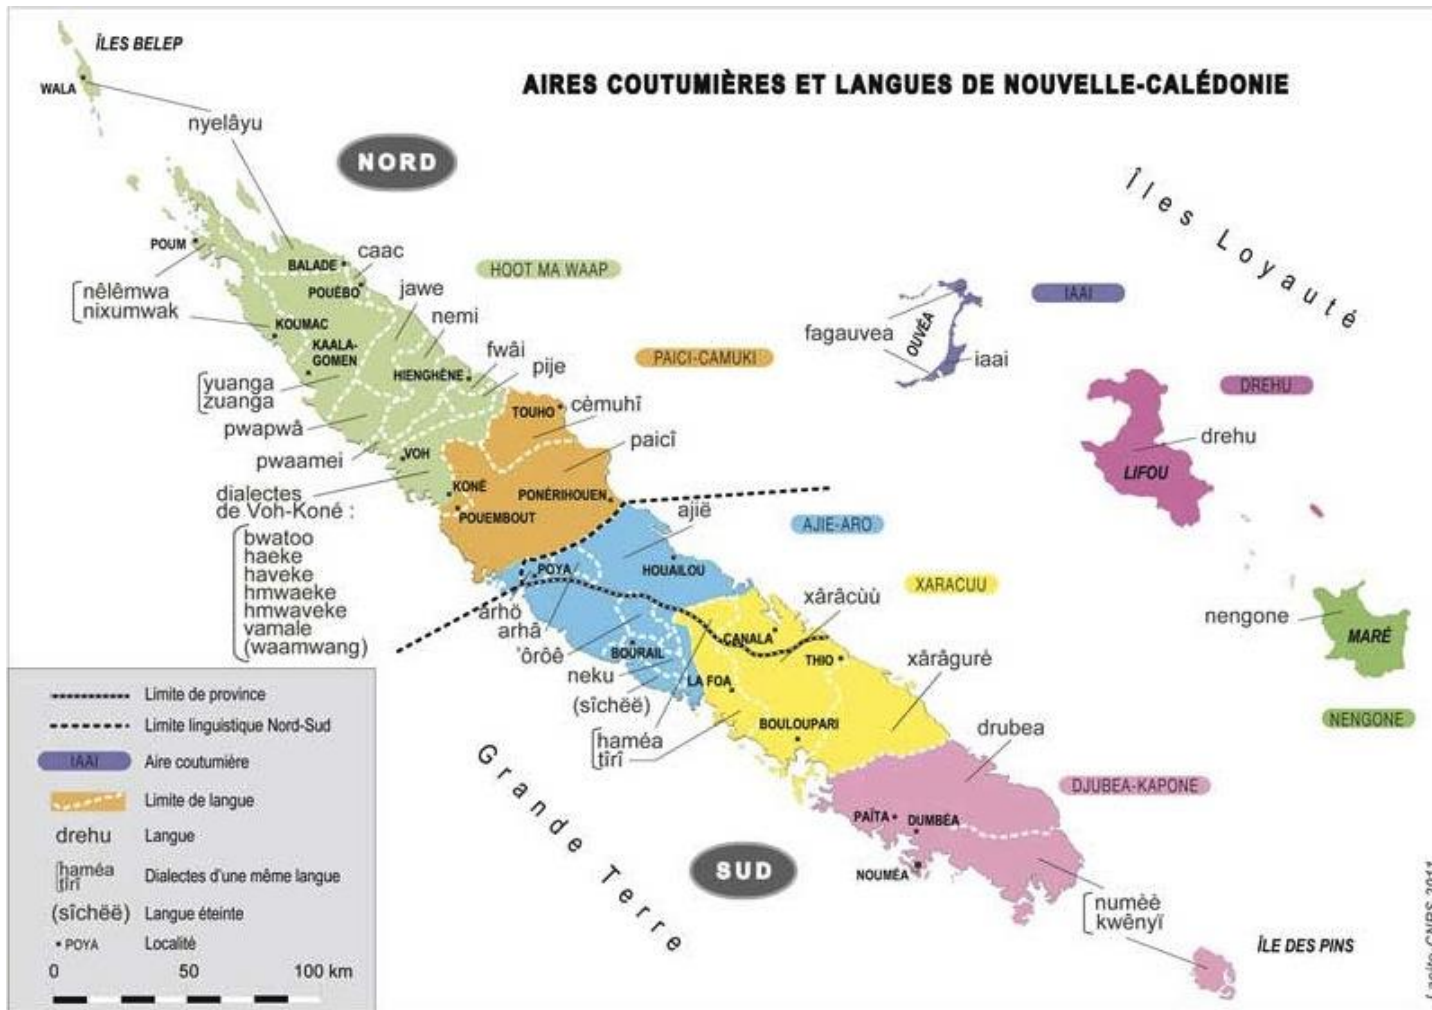 AIRES COUTUMIÈRES ET LANGUES DE NOUVELLE-CALÉDONIE
ÎLES BELEP
WALA
nyelâyu
NORD
Îles Loyauté
POUM
BALADE
caac
HOOT MA WAAP
POUÉBO
jawe
nêlêmwa
nixumwak
nemi
KOUMAC
KAALA-
GOMEN
fwâi
HIENGHÈNE
pije
PAICI-CAMUKI
yuanga
zuanga
TOUHO
cèmuhî
pwapwâ
paicî
pwaamei
VOH
dialectes
de Voh-Koné :
bwatoo
haeke
haveke
hmwaeke
hmwaveke
vamale
(waamwang)
KONÉ
PONÉRIHOUEN
POUEMBOUT
IAAI
fagauvea
OUVÉA
iaai
DREHU
drehu
LIFOU
ajië
AJIE-ARO
POYA
HOUAILOU
XARACUU
nengone
MARÉ
NENGONE
arhö
arhâ
xârâcùù
CANALA
'ôrôê
BOURAIL
THIO
neku
LA FOA
xârâguré
(sîchëë)
BOULOUPARI
haméa
tîrî
drubea
DJUBEA-KAPONE
Grande Terre
PAÏTA
DUMBÉA
SUD
NOUMÉA
numèè
kwênyï
ÎLE DES PINS
Limite de province
Limite linguistique Nord-Sud
IAAI Aire coutumière
Limite de langue
drehu Langue
haméa
tîrî
Dialectes d'une même langue
(sîchëë) Langue éteinte
• POYA Localité
0 50 100 km